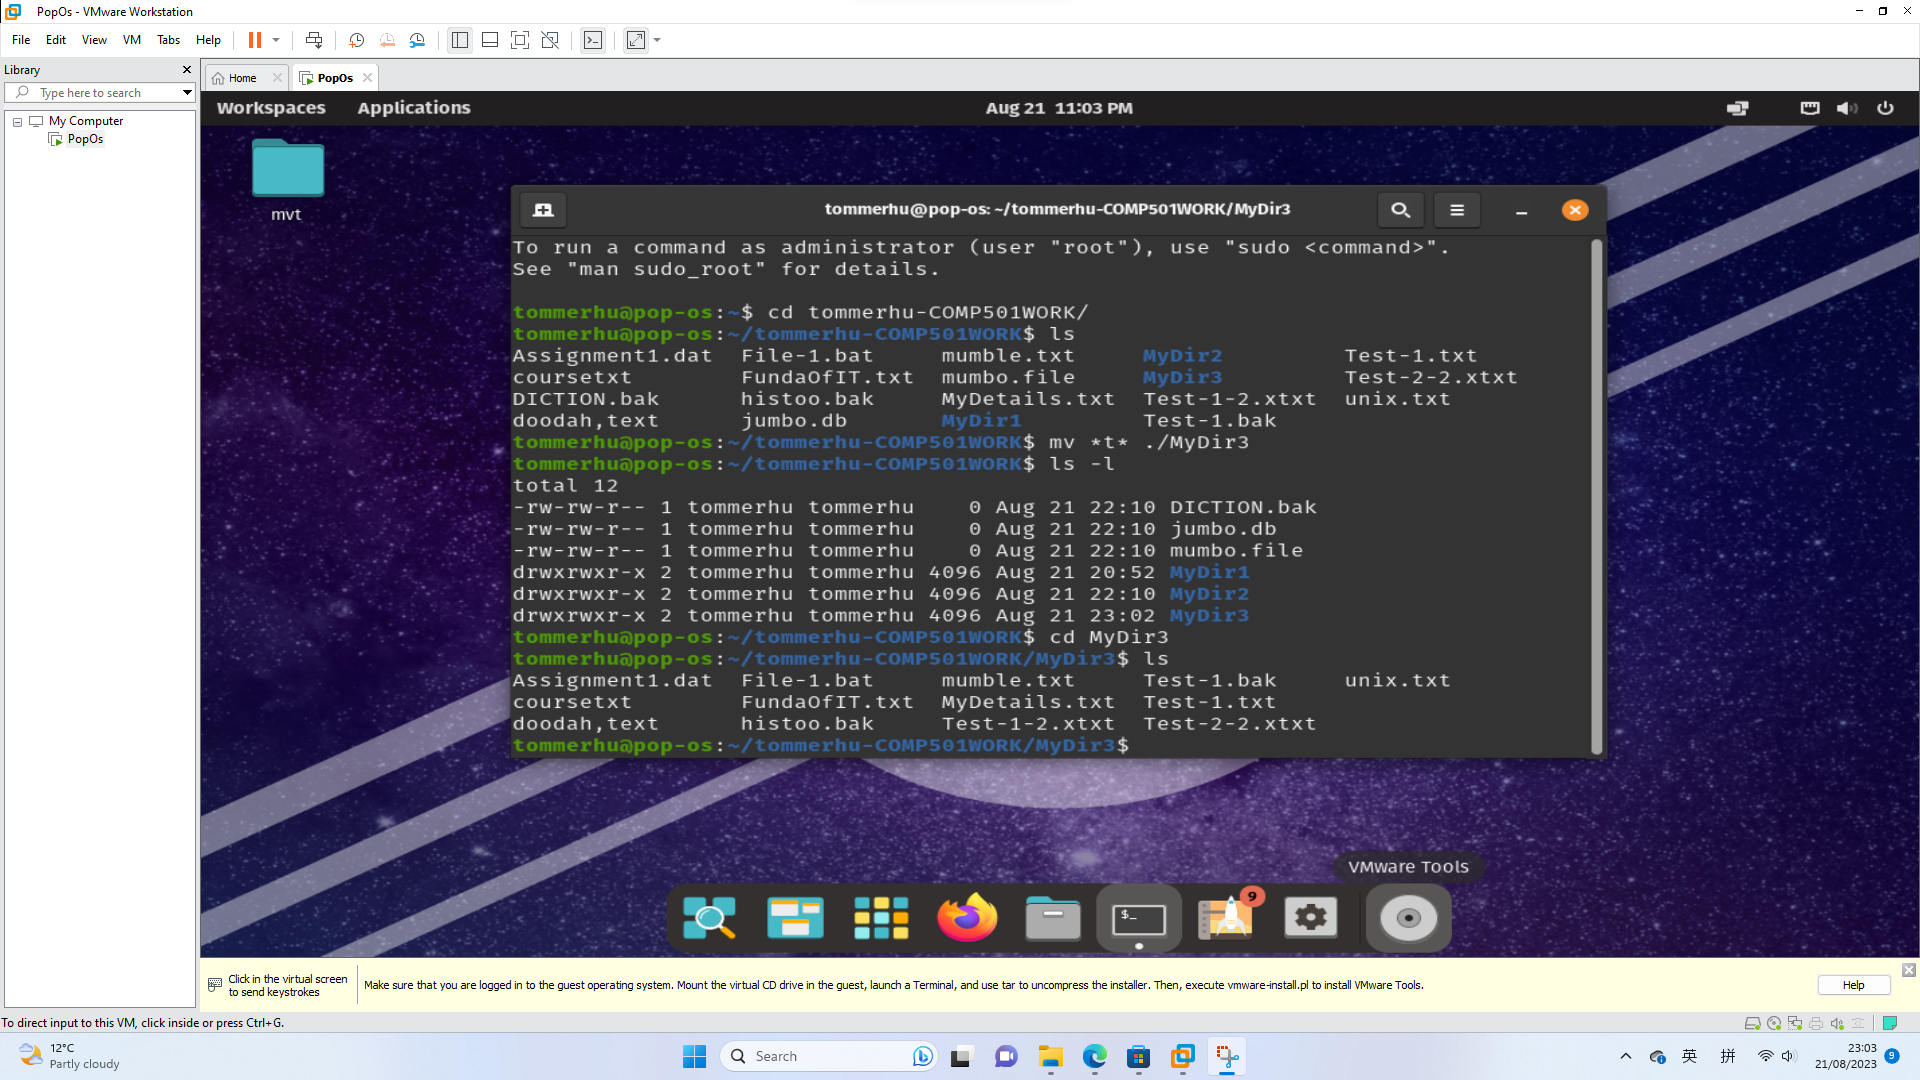 PopOs - VMware Workstation
File Edit View VM Tabs Help
Library
Type here to search
My Computer
PopOs
Home
PopOs
Workspaces Applications Aug 21 11:03 PM
mvt
tommerhu@pop-os: ~/tommerhu-COMP501WORK/MyDir3
To run a command as administrator (user "root"), use "sudo <command>".
See "man sudo_root" for details.
tommerhu@pop-os:~$ cd tommerhu-COMP501WORK/
tommerhu@pop-os:~/tommerhu-COMP501WORK$ ls
Assignment1.dat File-1.bat mumble.txt MyDir2 Test-1.txt
coursetxt FundaOfIT.txt mumbo.file MyDir3 Test-2-2.xtxt
DICTION.bak histoo.bak MyDetails.txt Test-1-2.xtxt unix.txt
doodah,text jumbo.db MyDir1 Test-1.bak
tommerhu@pop-os:~/tommerhu-COMP501WORK$ mv *t* ./MyDir3
tommerhu@pop-os:~/tommerhu-COMP501WORK$ ls -l
total 12
-rw-rw-r-- 1 tommerhu tommerhu 0 Aug 21 22:10 DICTION.bak
-rw-rw-r-- 1 tommerhu tommerhu 0 Aug 21 22:10 jumbo.db
-rw-rw-r-- 1 tommerhu tommerhu 0 Aug 21 22:10 mumbo.file
drwxrwxr-x 2 tommerhu tommerhu 4096 Aug 21 20:52 MyDir1
drwxrwxr-x 2 tommerhu tommerhu 4096 Aug 21 22:10 MyDir2
drwxrwxr-x 2 tommerhu tommerhu 4096 Aug 21 23:02 MyDir3
tommerhu@pop-os:~/tommerhu-COMP501WORK$ cd MyDir3
tommerhu@pop-os:~/tommerhu-COMP501WORK/MyDir3$ ls
Assignment1.dat File-1.bat mumble.txt Test-1.bak unix.txt
coursetxt FundaOfIT.txt MyDetails.txt Test-1.txt
doodah,text histoo.bak Test-1-2.xtxt Test-2-2.xtxt
tommerhu@pop-os:~/tommerhu-COMP501WORK/MyDir3$
VMware Tools
$_
9
Click in the virtual screen
to send keystrokes
Make sure that you are logged in to the guest operating system. Mount the virtual CD drive in the guest, launch a Terminal, and use tar to uncompress the installer. Then, execute vmware-install.pl to install VMware Tools.
Help
To direct input to this VM, click inside or press Ctrl+G.
12°C
Partly cloudy
Search
英 拼
23:03
21/08/2023
9